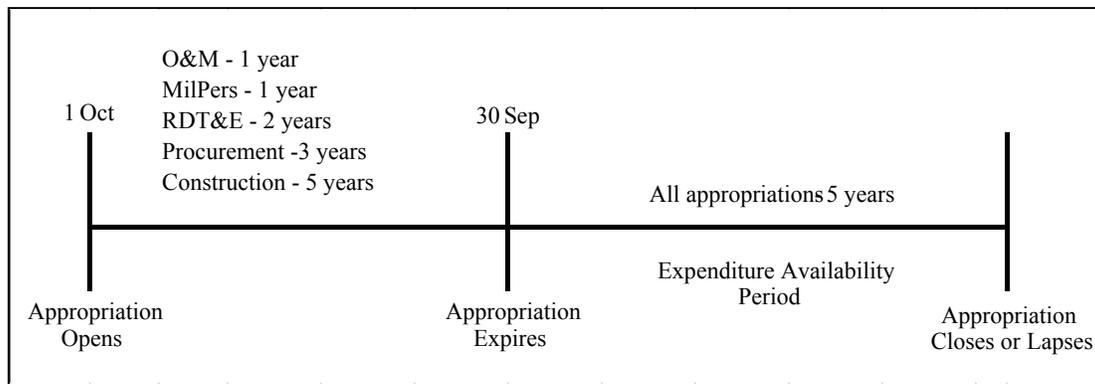 O&M - 1 year
MilPers - 1 year
RDT&E - 2 years
Procurement -3 years
Construction - 5 years
1 Oct
30 Sep
All appropriations- 5 years
Expenditure Availability
Period
Appropriation
Opens
Appropriation
Expires
Appropriation
Closes or Lapses